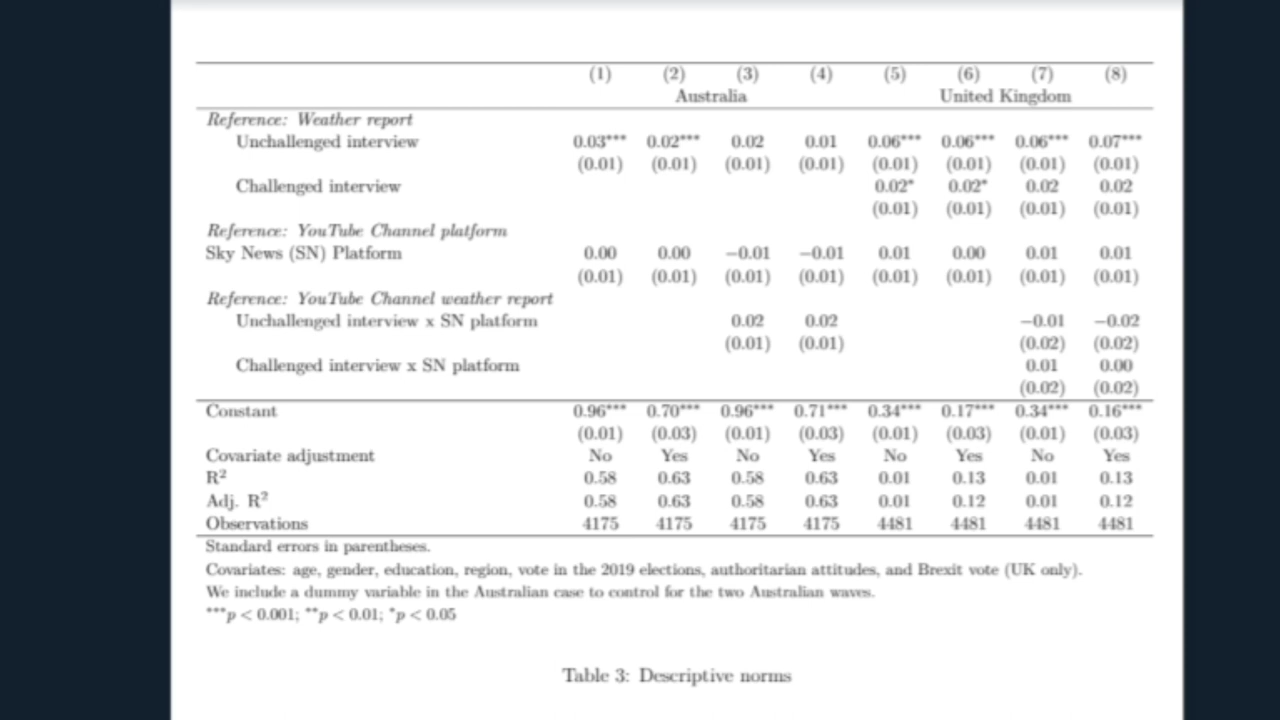 (1) (2) (3) (4) (5) (6) (7) (8)
Australia United Kingdom
Reference: Weather report
Unchallenged interview 0.03*** 0.02*** 0.02 0.01 0.06*** 0.06*** 0.06*** 0.07***
(0.01) (0.01) (0.01) (0.01) (0.01) (0.01) (0.01) (0.01)
Challenged interview 0.02* 0.02* 0.02 0.02
(0.01) (0.01) (0.01) (0.01)
Reference: YouTube Channel platform
Sky News (SN) Platform 0.00 0.00 −0.01 −0.01 0.01 0.00 0.01 0.01
(0.01) (0.01) (0.01) (0.01) (0.01) (0.01) (0.01) (0.01)
Reference: YouTube Channel weather report
Unchallenged interview x SN platform 0.02 0.02 −0.01 −0.02
(0.01) (0.01) (0.02) (0.02)
Challenged interview x SN platform 0.01 0.00
(0.02) (0.02)
Constant 0.96*** 0.70*** 0.96*** 0.71*** 0.34*** 0.17*** 0.34*** 0.16***
(0.01) (0.03) (0.01) (0.03) (0.01) (0.03) (0.01) (0.03)
Covariate adjustment No Yes No Yes No Yes No Yes
R² 0.58 0.63 0.58 0.63 0.01 0.13 0.01 0.13
Adj. R² 0.58 0.63 0.58 0.63 0.01 0.12 0.01 0.12
Observations 4175 4175 4175 4175 4481 4481 4481 4481
Standard errors in parentheses.
Covariates: age, gender, education, region, vote in the 2019 elections, authoritarian attitudes, and Brexit vote (UK only).
We include a dummy variable in the Australian case to control for the two Australian waves.
***p < 0.001; **p < 0.01; *p < 0.05
Table 3: Descriptive norms